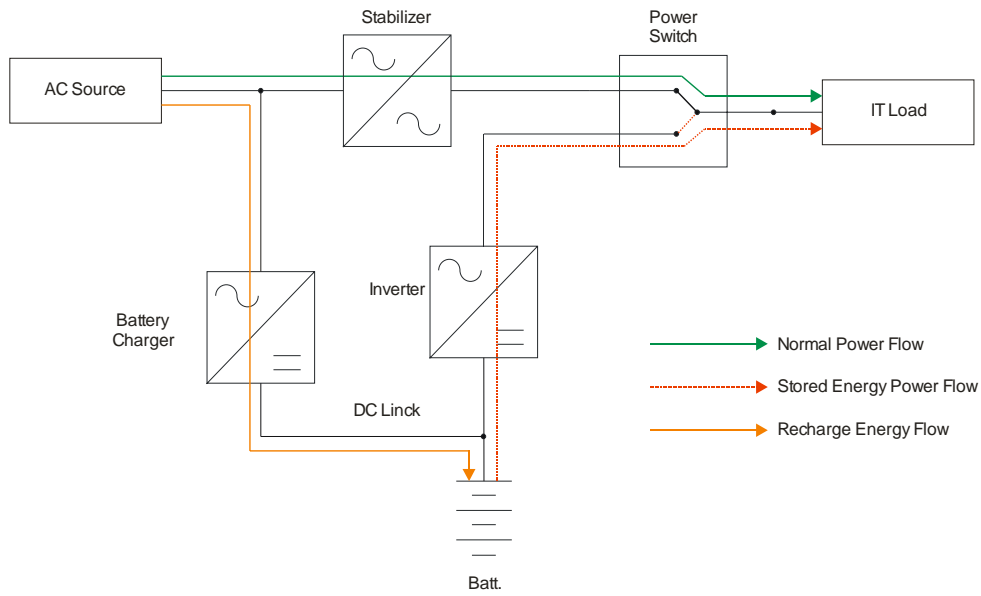 Stabilizer
Power
Switch
AC Source
IT Load
Inverter
Battery
Charger
Normal Power Flow
Stored Energy Power Flow
DC Linck
Recharge Energy Flow
Batt.